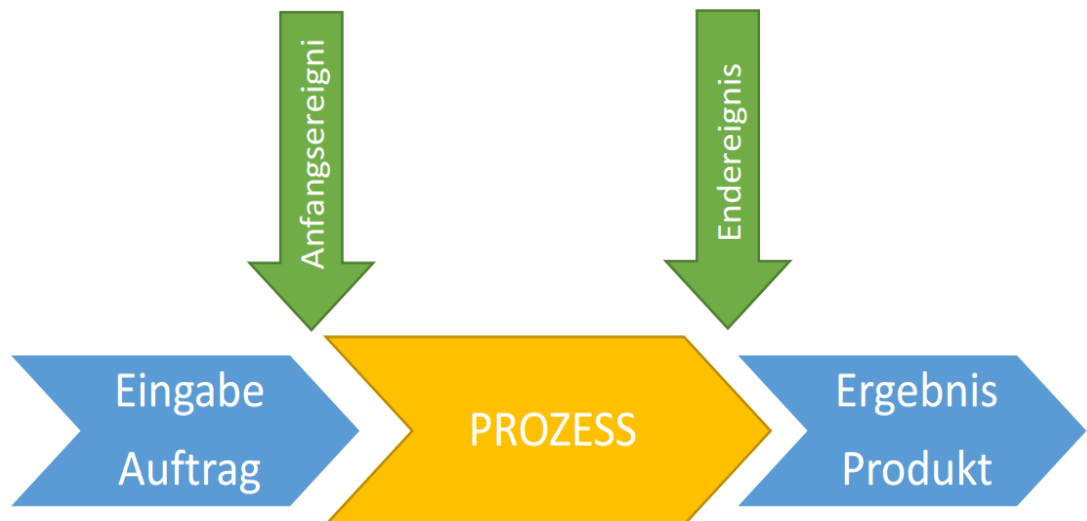 Anfangsereigni
Endereignis
Eingabe
Auftrag
PROZESS
Ergebnis
Produkt